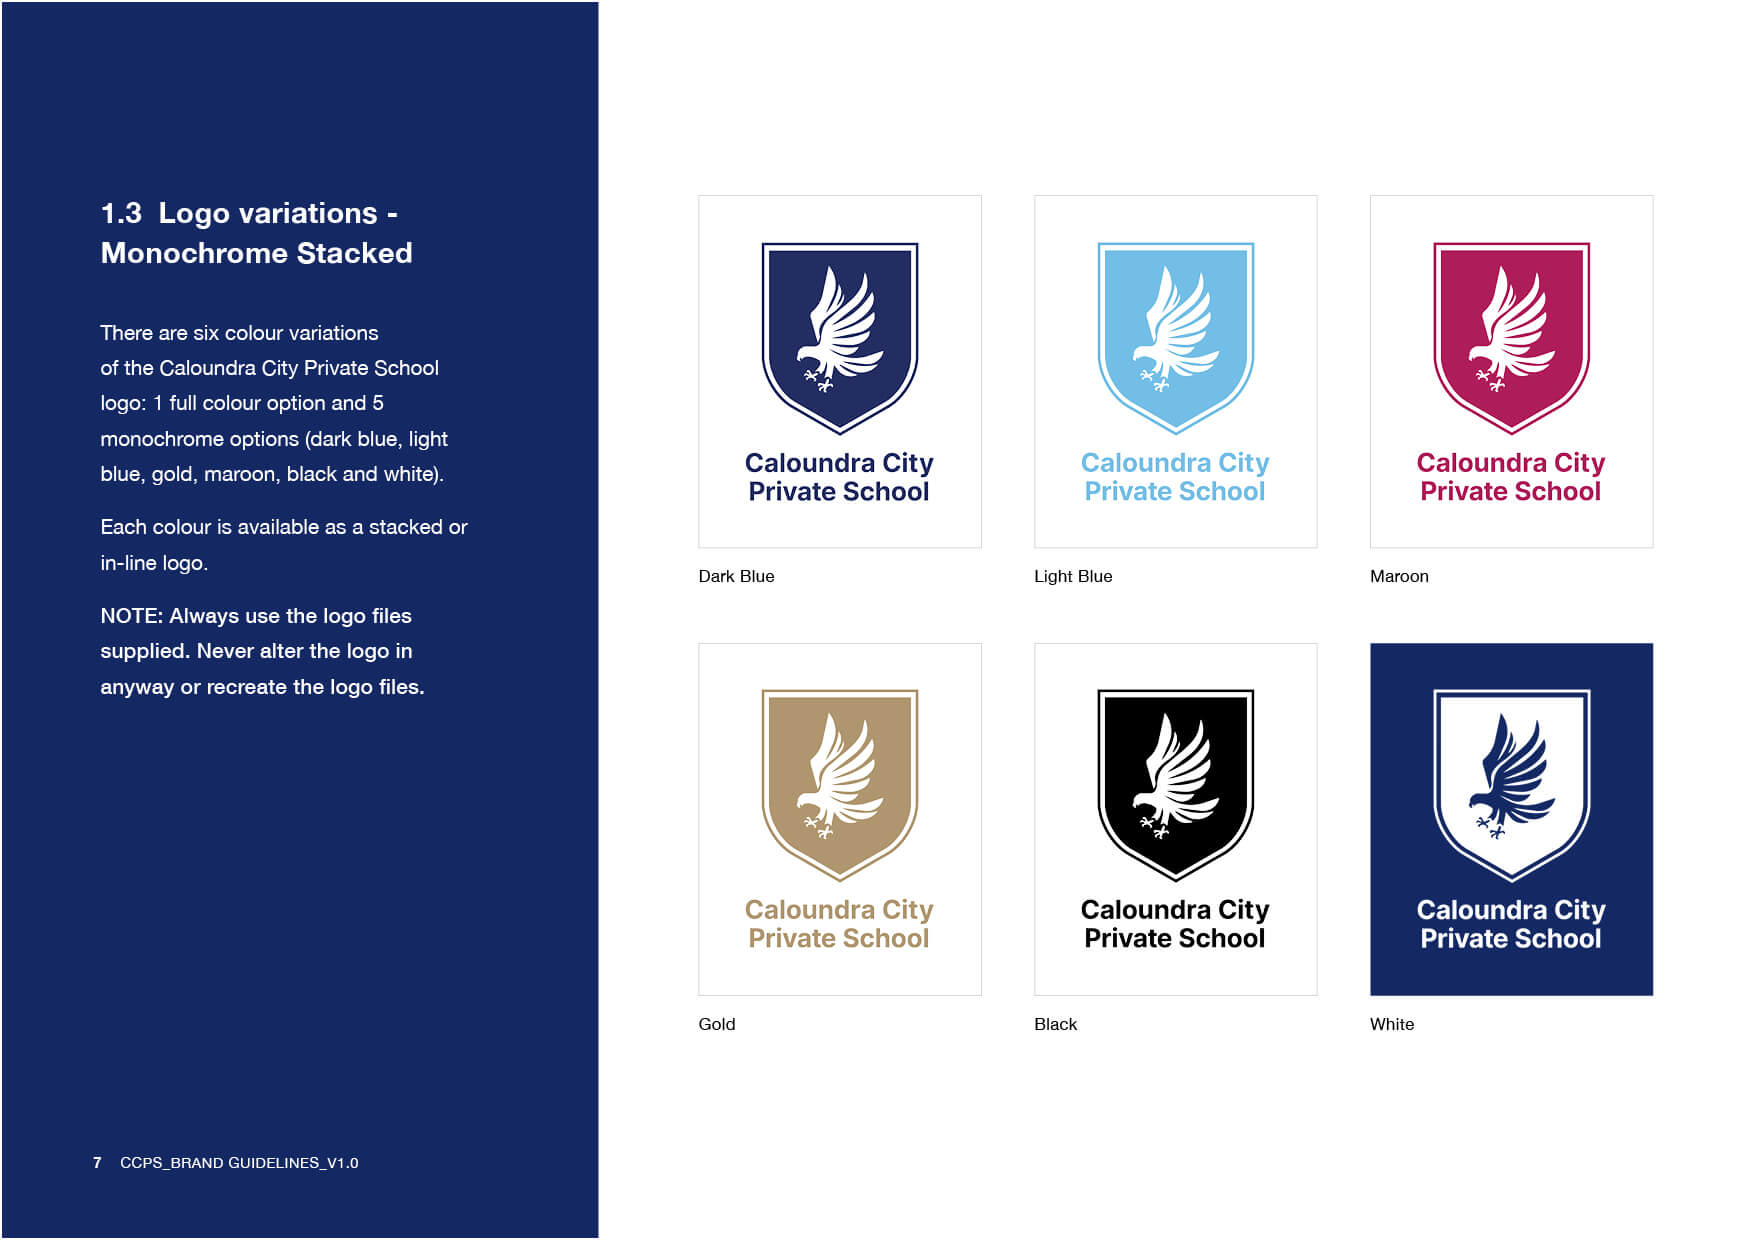 1.3 Logo variations -
Monochrome Stacked
There are six colour variations
of the Caloundra City Private School
logo: 1 full colour option and 5
monochrome options (dark blue, light
blue, gold, maroon, black and white).
Each colour is available as a stacked or
in-line logo.
NOTE: Always use the logo files
supplied. Never alter the logo in
anyway or recreate the logo files.
7 CCPS_BRAND GUIDELINES_V1.0
Caloundra City
Private School
Dark Blue
Caloundra City
Private School
Light Blue
Caloundra City
Private School
Maroon
Caloundra City
Private School
Gold
Caloundra City
Private School
Black
Caloundra City
Private School
White